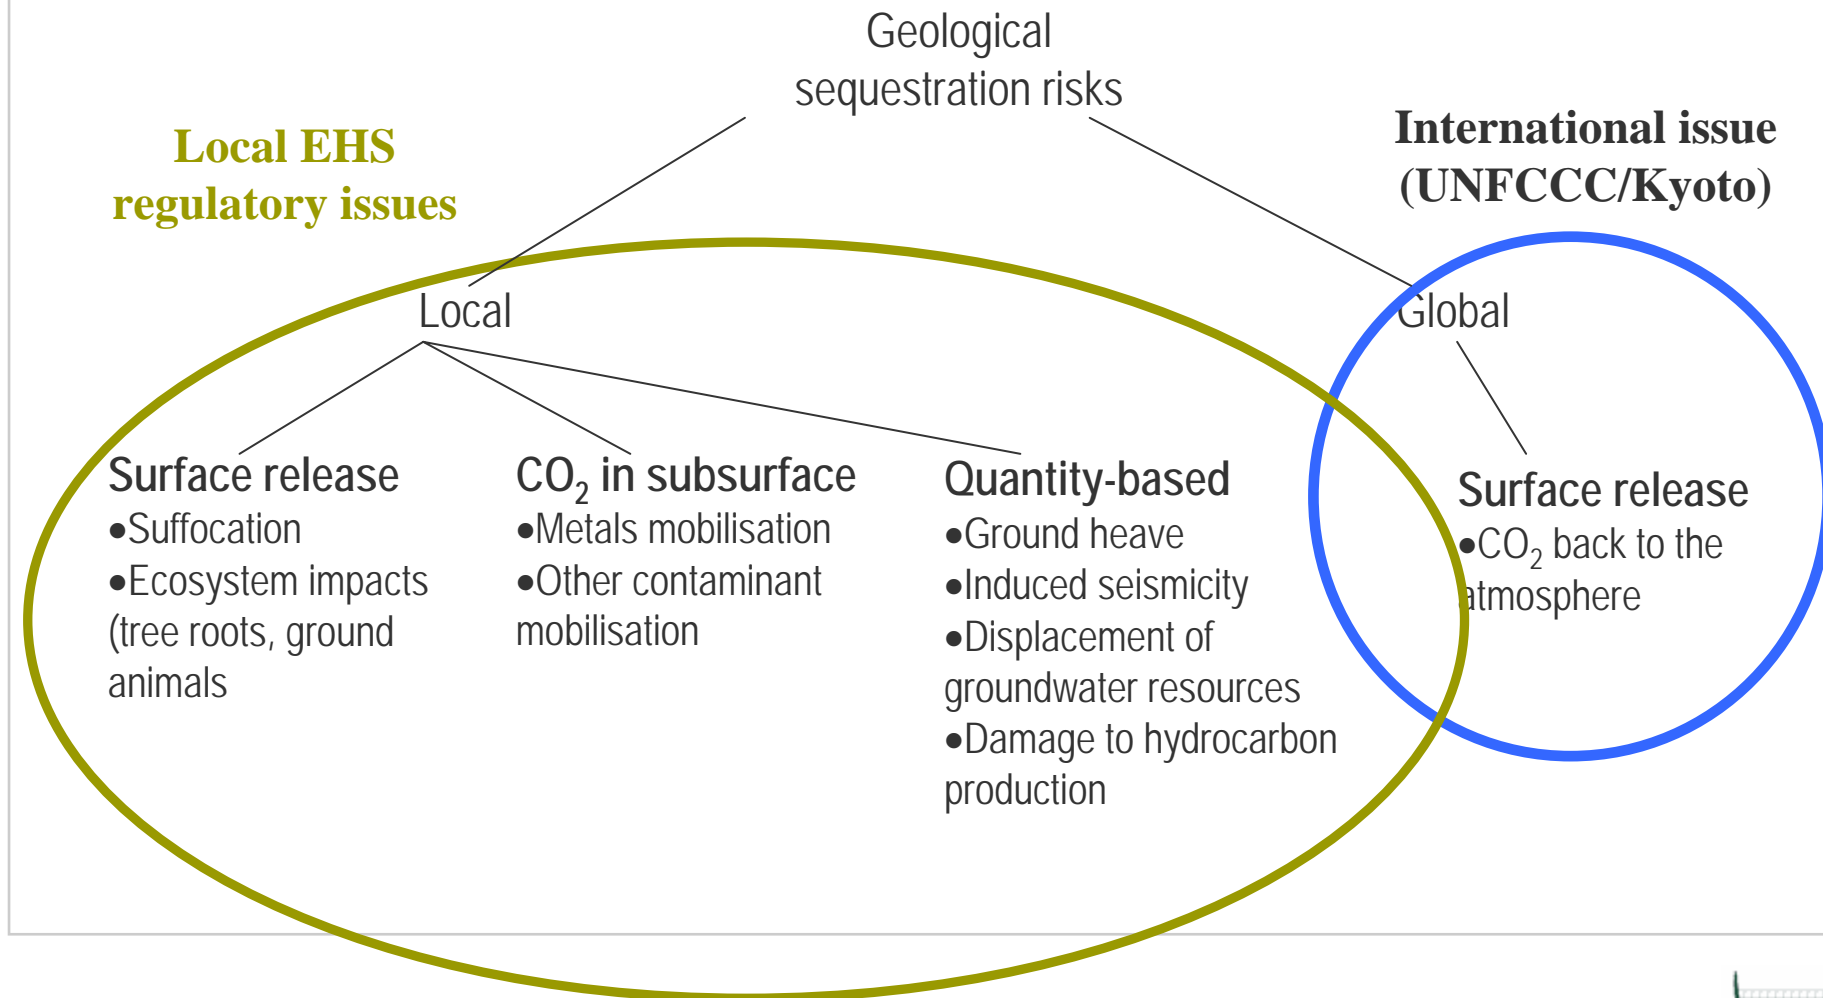 Geological
sequestration risks
Local EHS
regulatory issues
International issue
(UNFCCC/Kyoto)
Local
Global
Surface release
•Suffocation
•Ecosystem impacts
(tree roots, ground
animals
CO₂ in subsurface
•Metals mobilisation
•Other contaminant
mobilisation
Quantity-based
•Ground heave
•Induced seismicity
•Displacement of
groundwater resources
•Damage to hydrocarbon
production
Surface release
•CO₂ back to the
atmosphere